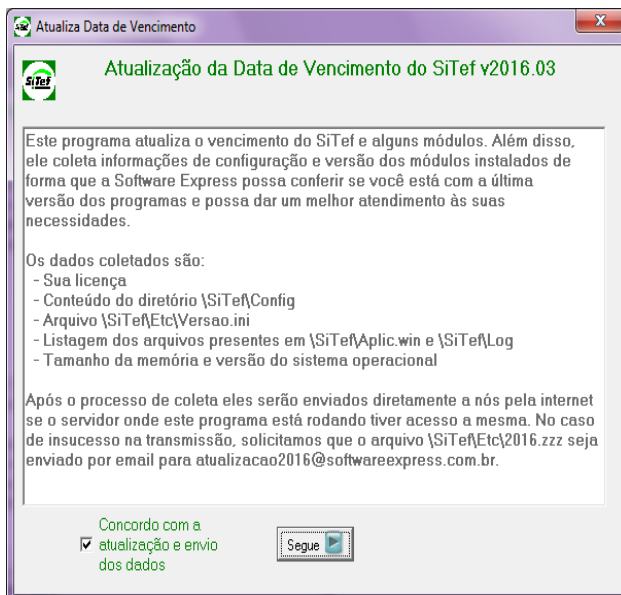 Atualiza Data de Vencimento
X
SiTef
Atualização da Data de Vencimento do SiTef v2016.03
Este programa atualiza o vencimento do SiTef e alguns módulos. Além disso,
ele coleta informações de configuração e versão dos módulos instalados de
forma que a Software Express possa conferir se você está com a última
versão dos programas e possa dar um melhor atendimento às suas
necessidades.
Os dados coletados são:
- Sua licença
- Conteúdo do diretório \SiTef\Config
- Arquivo \SiTef\Etc\Versao.ini
- Listagem dos arquivos presentes em \SiTef\Aplic.win e \SiTef\Log
- Tamanho da memória e versão do sistema operacional
Após o processo de coleta eles serão enviados diretamente a nós pela internet
se o servidor onde este programa está rodando tiver acesso a mesma. No caso
de insucesso na transmissão, solicitamos que o arquivo \SiTef\Etc\2016.zzz seja
enviado por email para atualizacao2016@softwareexpress.com.br.
Concordo com a
atualização e envio
dos dados
Segue